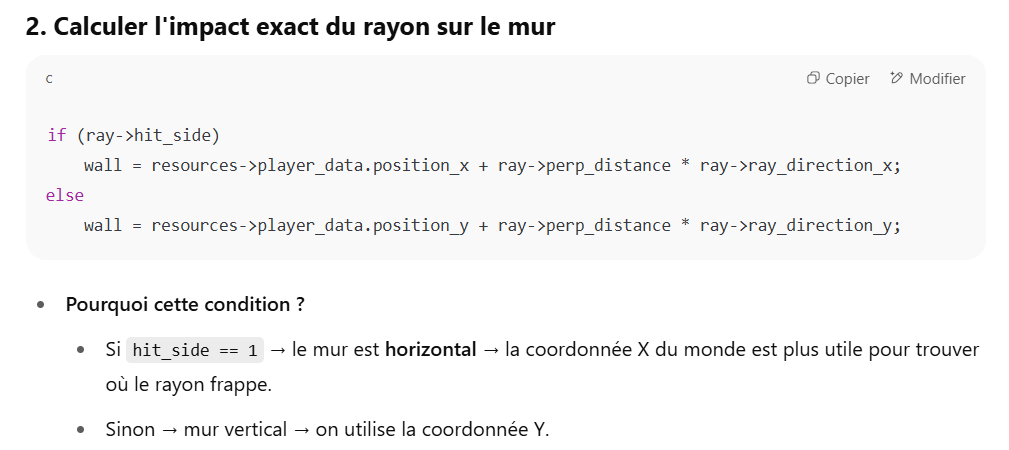 2. Calculer l'impact exact du rayon sur le mur
c
Copier
Modifier
if (ray->hit_side)
    wall = resources->player_data.position_x + ray->perp_distance * ray->ray_direction_x;
else
    wall = resources->player_data.position_y + ray->perp_distance * ray->ray_direction_y;
• Pourquoi cette condition ?
• Si hit_side == 1 → le mur est horizontal → la coordonnée X du monde est plus utile pour trouver
où le rayon frappe.
• Sinon → mur vertical → on utilise la coordonnée Y.